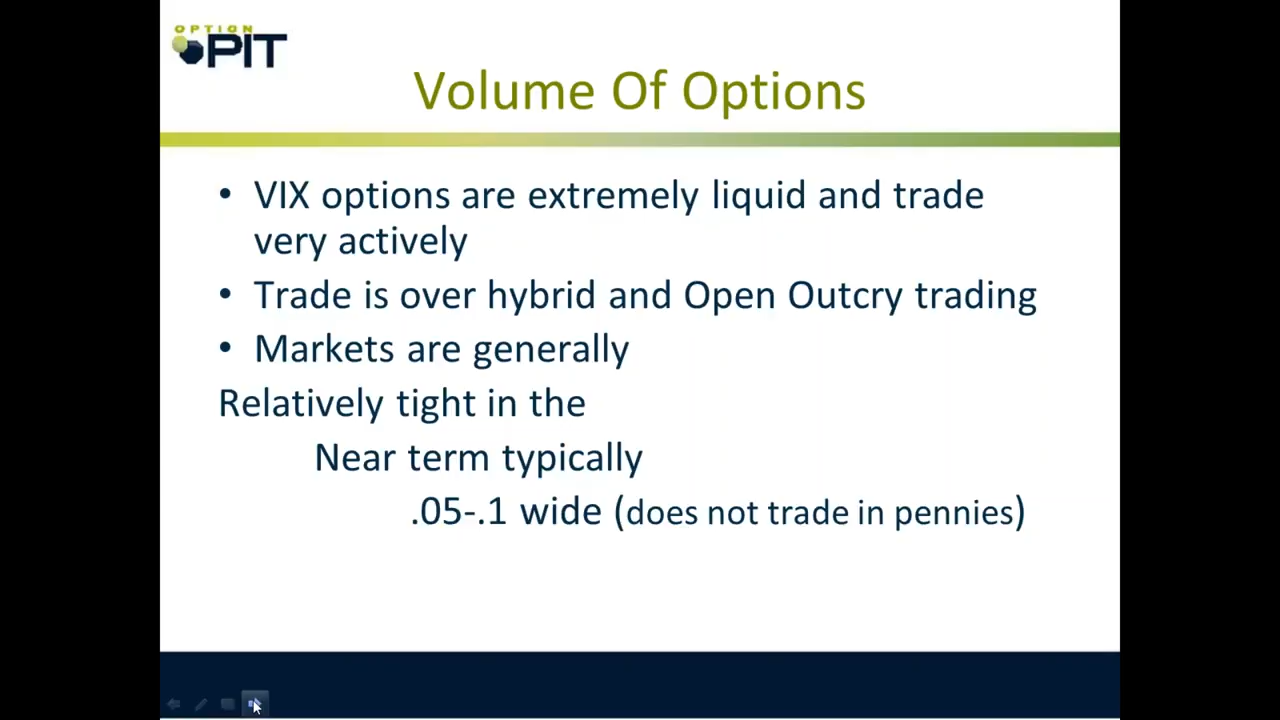 OPTION
PIT
Volume Of Options
• VIX options are extremely liquid and trade
very actively
• Trade is over hybrid and Open Outcry trading
• Markets are generally
Relatively tight in the
Near term typically
.05-.1 wide (does not trade in pennies)